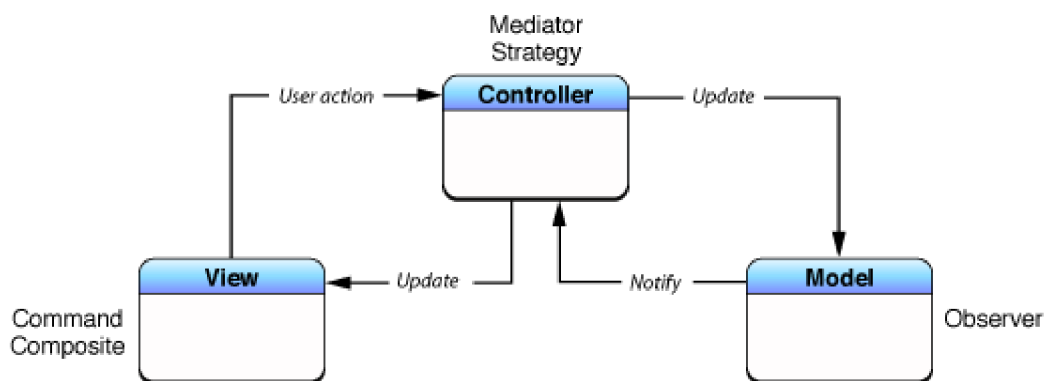 Mediator
Strategy
Controller
User action
Update
View
Update
Notify
Model
Command
Composite
Observer